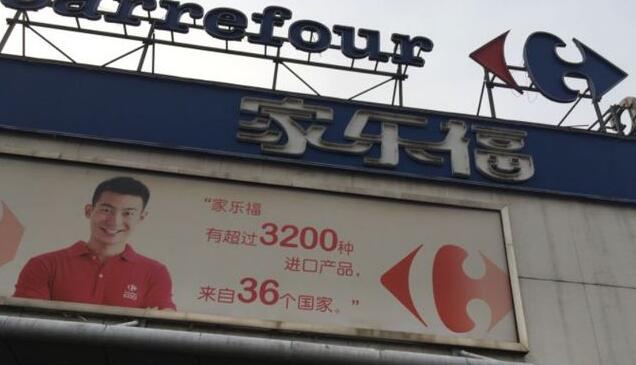 Carrefour
家乐福
“家乐福
有超过3200种
进口产品，
来自36个国家。”